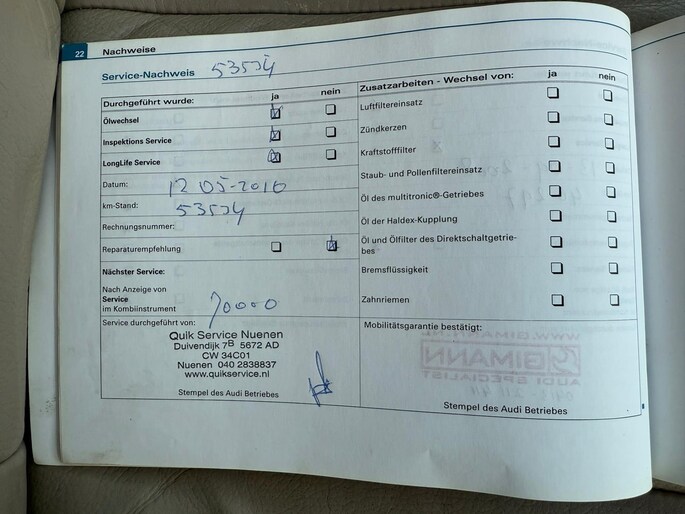 22 Nachweise
Service-Nachweis
ja nein
Durchgeführt wurde:
Ölwechsel
Inspektions Service
LongLife Service
Datum: 12 05-2010
km-Stand:
Rechnungsnummer:
Reparaturempfehlung
Nächster Service:
Nach Anzeige von
Service
im Kombiinstrument 70000
Service durchgeführt von:
Quik Service Nuenen
Duivendijk 7B 5672 AD
CW 34C01
Nuenen 040 2838837
www.quikservice.nl
Stempel des Audi Betriebes
Zusatzarbeiten - Wechsel von: ja nein
Luftfiltereinsatz
Zündkerzen
Kraftstofffilter
Staub- und Pollenfiltereinsatz
Öl des multitronic®-Getriebes
Öl der Haldex-Kupplung
Öl und Ölfilter des Direktschaltgetrie-
bes
Bremsflüssigkeit
Zahnriemen
Mobilitätsgarantie bestätigt:
Stempel des Audi Betriebes